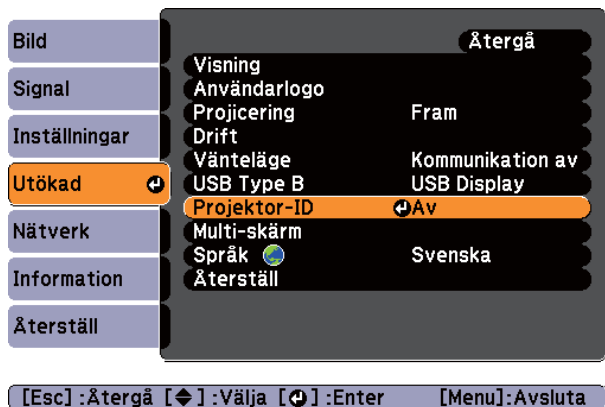 Bild
Signal
Inställningar
Utökad
Nätverk
Information
Återställ
Återgå
Visning
Användarlogo
Projicering Fram
Drift
Vänteläge Kommunikation av
USB Type B USB Display
Projektor-ID Av
Multi-skärm
Språk Svenska
Återställ
[Esc] :Återgå [◆] :Välja [⏎] :Enter [Menu]:Avsluta